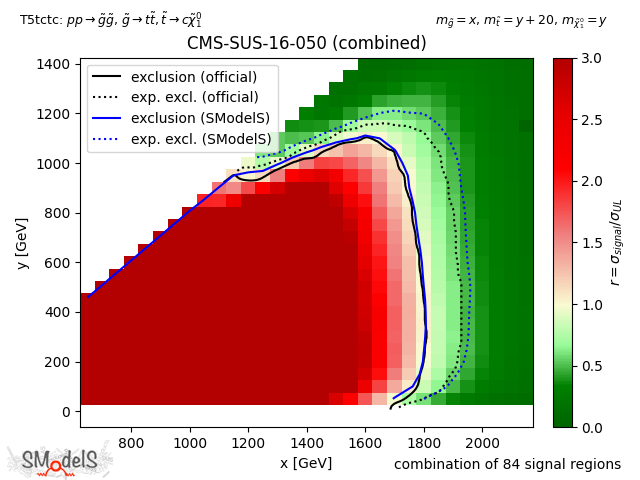 T5tctc: pp → g̃g̃, g̃ → tt̃, t̃ → cχ̃₁⁰
m_g̃ = x, m_t̃ = y + 20, m_χ̃₁⁰ = y
CMS-SUS-16-050 (combined)
exclusion (official)
exp. excl. (official)
exclusion (SModelS)
exp. excl. (SModelS)
y [GeV]
1400
1200
1000
800
600
400
200
0
800
1000
1200
1400
1600
1800
2000
x [GeV]
3.0
2.5
2.0
1.5
1.0
0.5
0.0
r = σ_signal/σ_UL
SModelS
combination of 84 signal regions